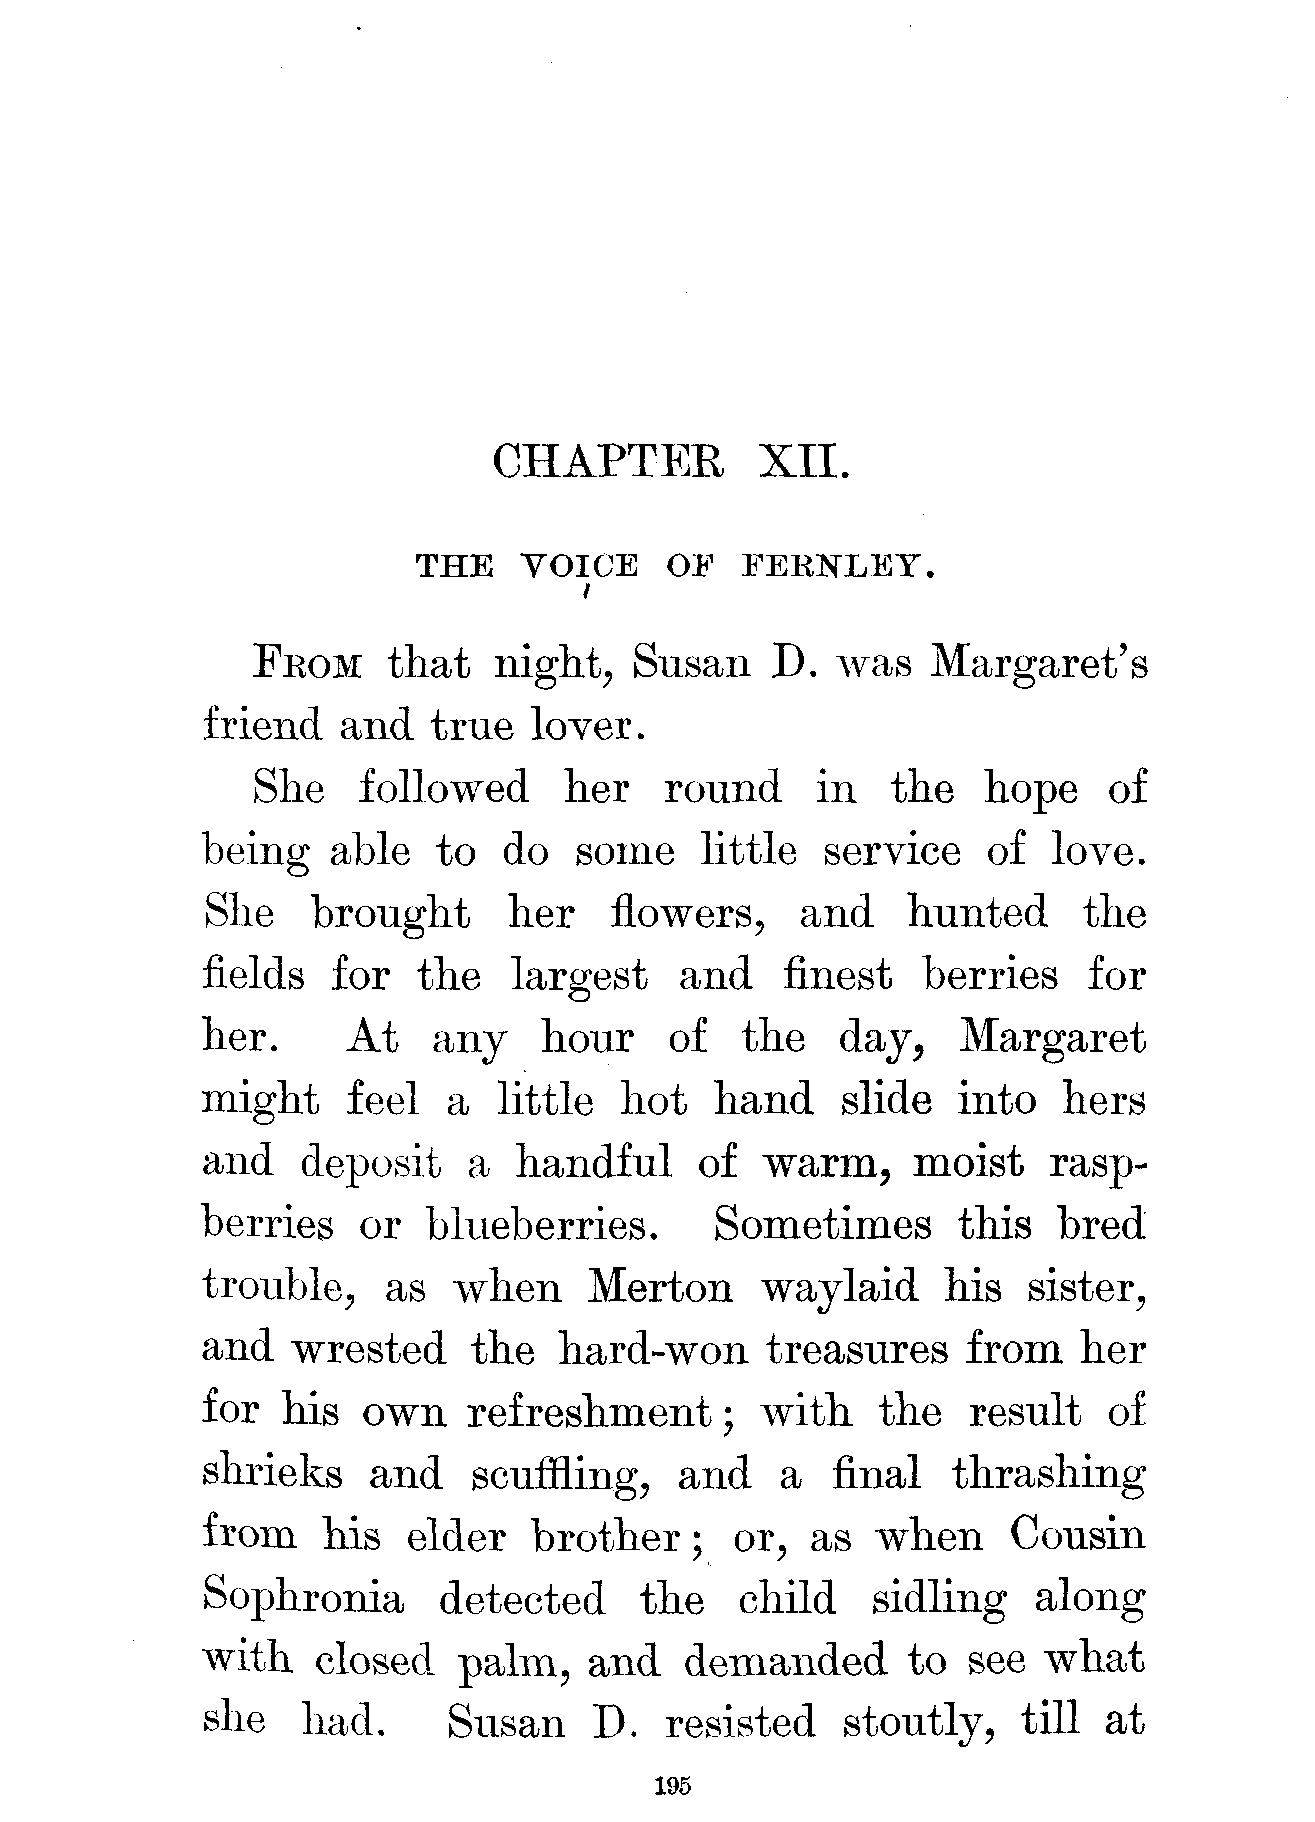 CHAPTER XII.
THE VOICE OF FERNLEY.
FROM that night, Susan D. was Margaret's
friend and true lover.
She followed her round in the hope of
being able to do some little service of love.
She brought her flowers, and hunted the
fields for the largest and finest berries for
her. At any hour of the day, Margaret
might feel a little hot hand slide into hers
and deposit a handful of warm, moist rasp-
berries or blueberries. Sometimes this bred
trouble, as when Merton waylaid his sister,
and wrested the hard-won treasures from her
for his own refreshment; with the result of
shrieks and scuffling, and a final thrashing
from his elder brother; or, as when Cousin
Sophronia detected the child sidling along
with closed palm, and demanded to see what
she had. Susan D. resisted stoutly, till at
195